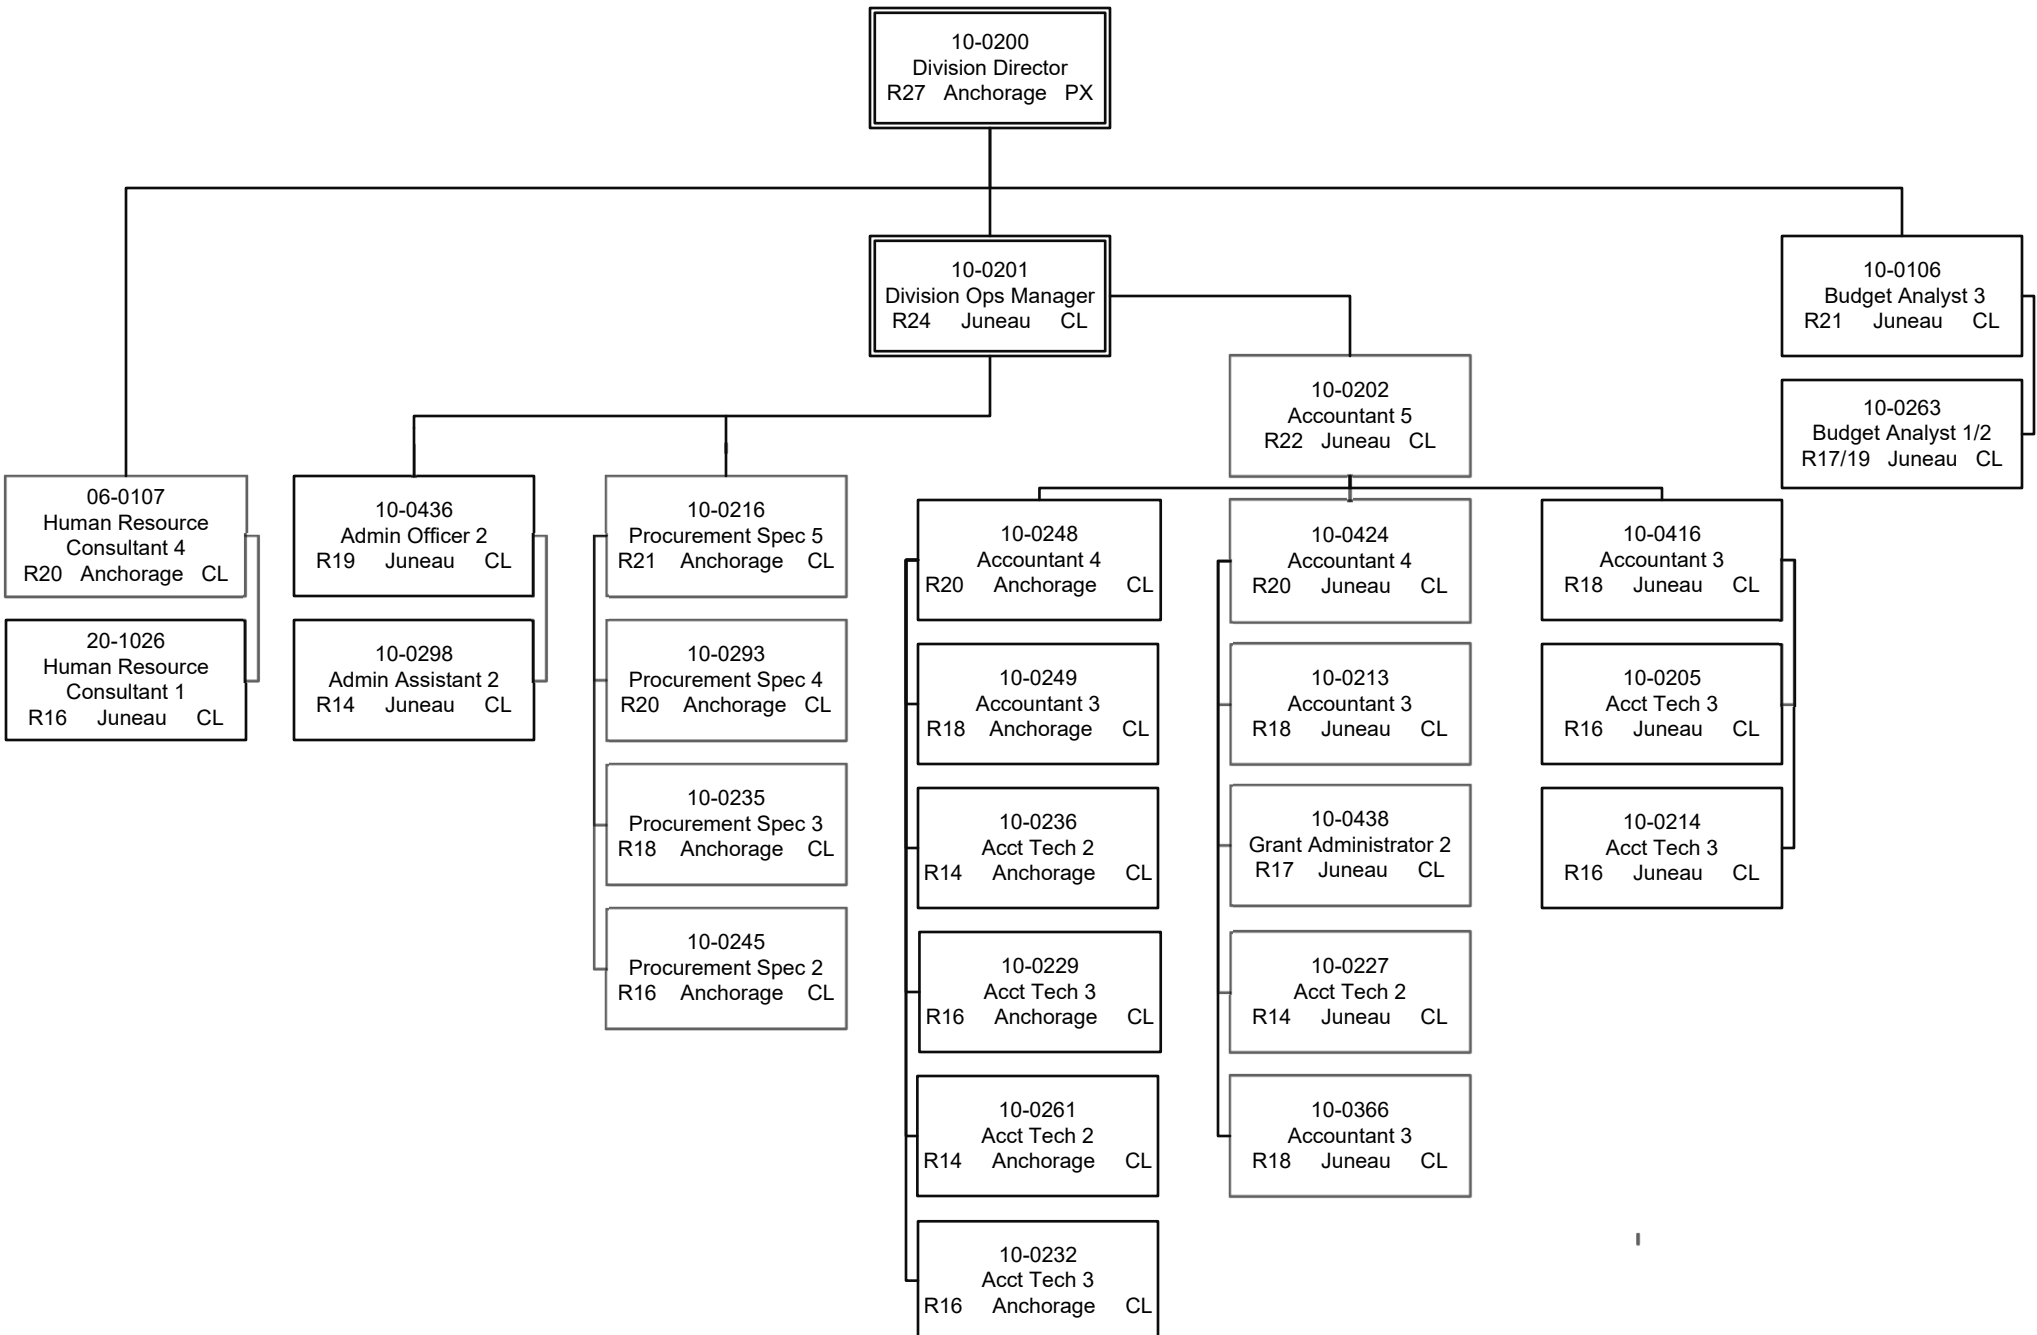 10-0200
Division Director
R27 Anchorage PX
10-0201
Division Ops Manager
R24 Juneau CL
10-0106
Budget Analyst 3
R21 Juneau CL
10-0263
Budget Analyst 1/2
R17/19 Juneau CL
10-0202
Accountant 5
R22 Juneau CL
06-0107
Human Resource
Consultant 4
R20 Anchorage CL
20-1026
Human Resource
Consultant 1
R16 Juneau CL
10-0436
Admin Officer 2
R19 Juneau CL
10-0298
Admin Assistant 2
R14 Juneau CL
10-0216
Procurement Spec 5
R21 Anchorage CL
10-0293
Procurement Spec 4
R20 Anchorage CL
10-0235
Procurement Spec 3
R18 Anchorage CL
10-0245
Procurement Spec 2
R16 Anchorage CL
10-0248
Accountant 4
R20 Anchorage CL
10-0249
Accountant 3
R18 Anchorage CL
10-0236
Acct Tech 2
R14 Anchorage CL
10-0229
Acct Tech 3
R16 Anchorage CL
10-0261
Acct Tech 2
R14 Anchorage CL
10-0232
Acct Tech 3
R16 Anchorage CL
10-0424
Accountant 4
R20 Juneau CL
10-0213
Accountant 3
R18 Juneau CL
10-0438
Grant Administrator 2
R17 Juneau CL
10-0227
Acct Tech 2
R14 Juneau CL
10-0366
Accountant 3
R18 Juneau CL
10-0416
Accountant 3
R18 Juneau CL
10-0205
Acct Tech 3
R16 Juneau CL
10-0214
Acct Tech 3
R16 Juneau CL